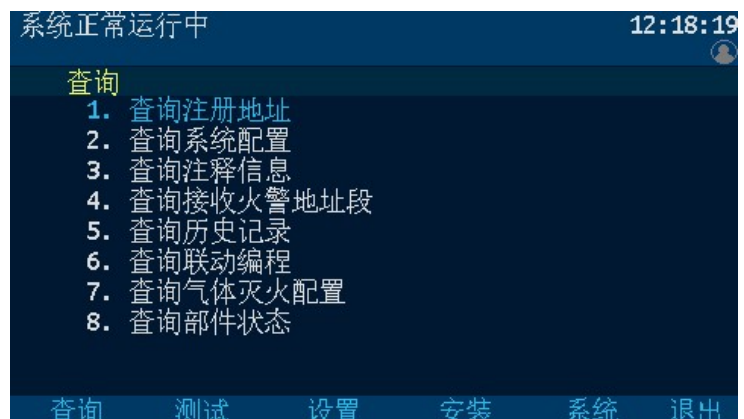 系统正常运行中 12:18:19
查询
1. 查询注册地址
2. 查询系统配置
3. 查询注释信息
4. 查询接收火警地址段
5. 查询历史记录
6. 查询联动编程
7. 查询气体灭火配置
8. 查询部件状态
查询 测试 设置 安装 系统 退出